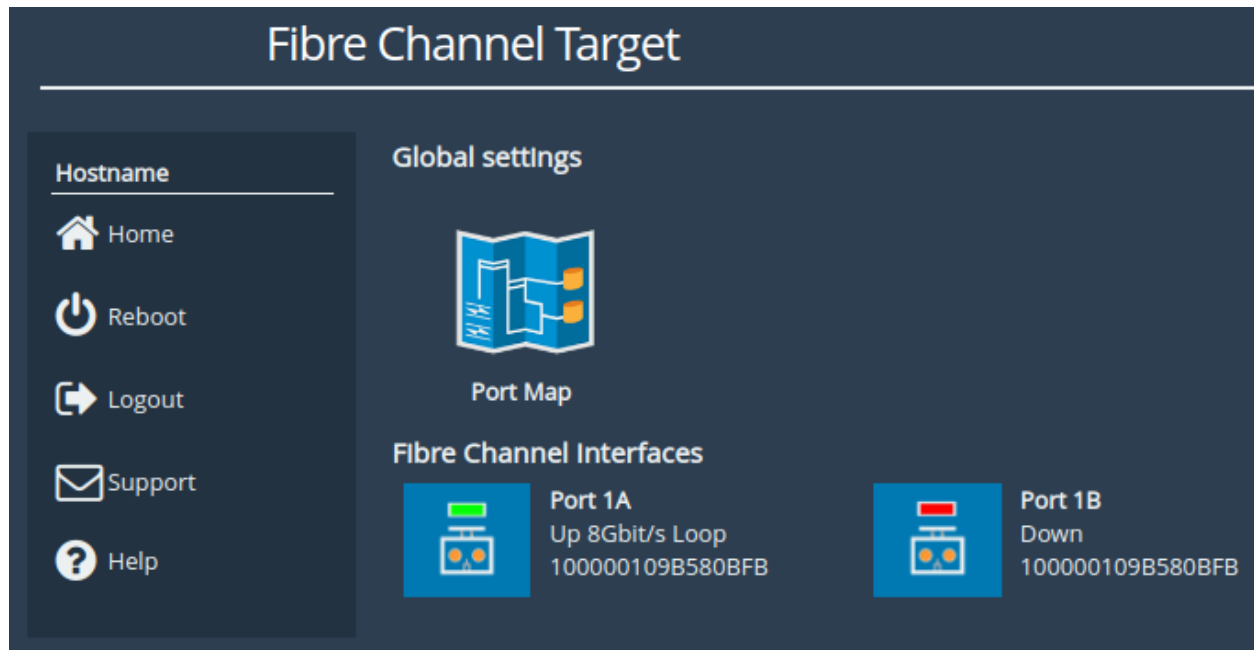 Fibre Channel Target
Hostname
Home
Reboot
Logout
Support
Help
Global settings
Port Map
Fibre Channel Interfaces
Port 1A
Up 8Gbit/s Loop
100000109B580BFB
Port 1B
Down
100000109B580BFB